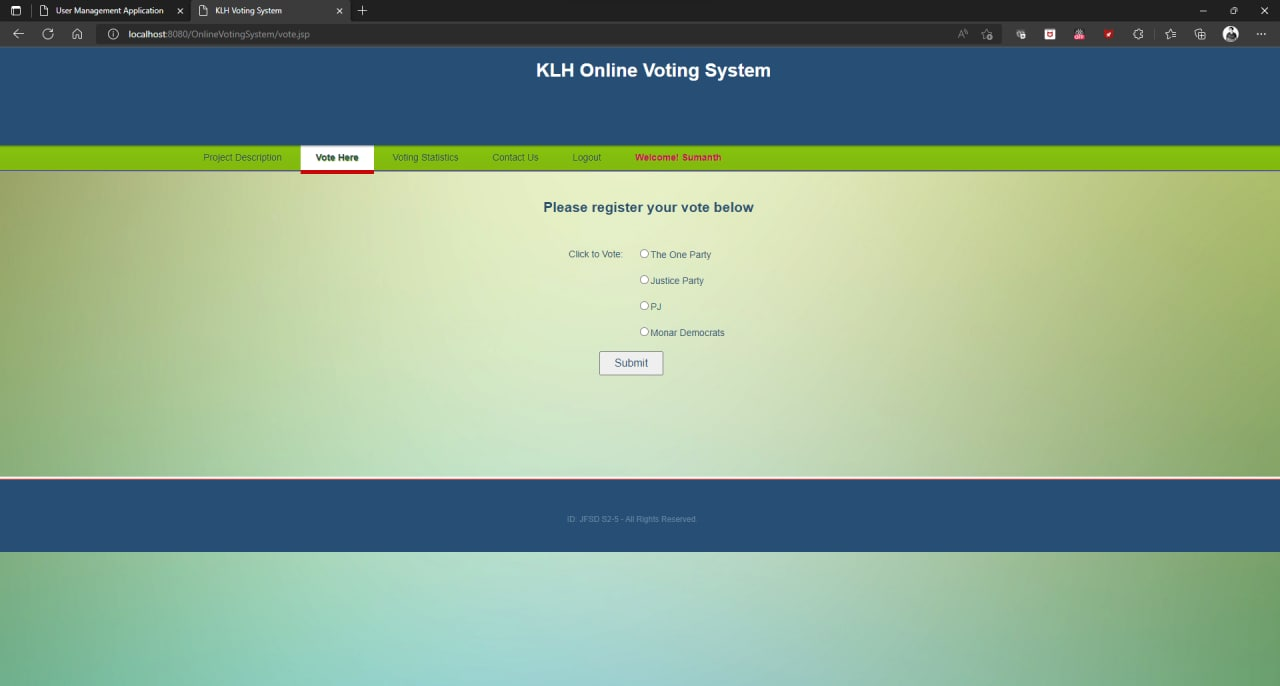 User Management Application
KLH Voting System
localhost:8080/OnlineVotingSystem/vote.jsp
KLH Online Voting System
Project Description Vote Here Voting Statistics Contact Us Logout Welcome! Sumanth
Please register your vote below
Click to Vote: The One Party
Justice Party
PJ
Monar Democrats
Submit
ID: JFSD S2-5 - All Rights Reserved.